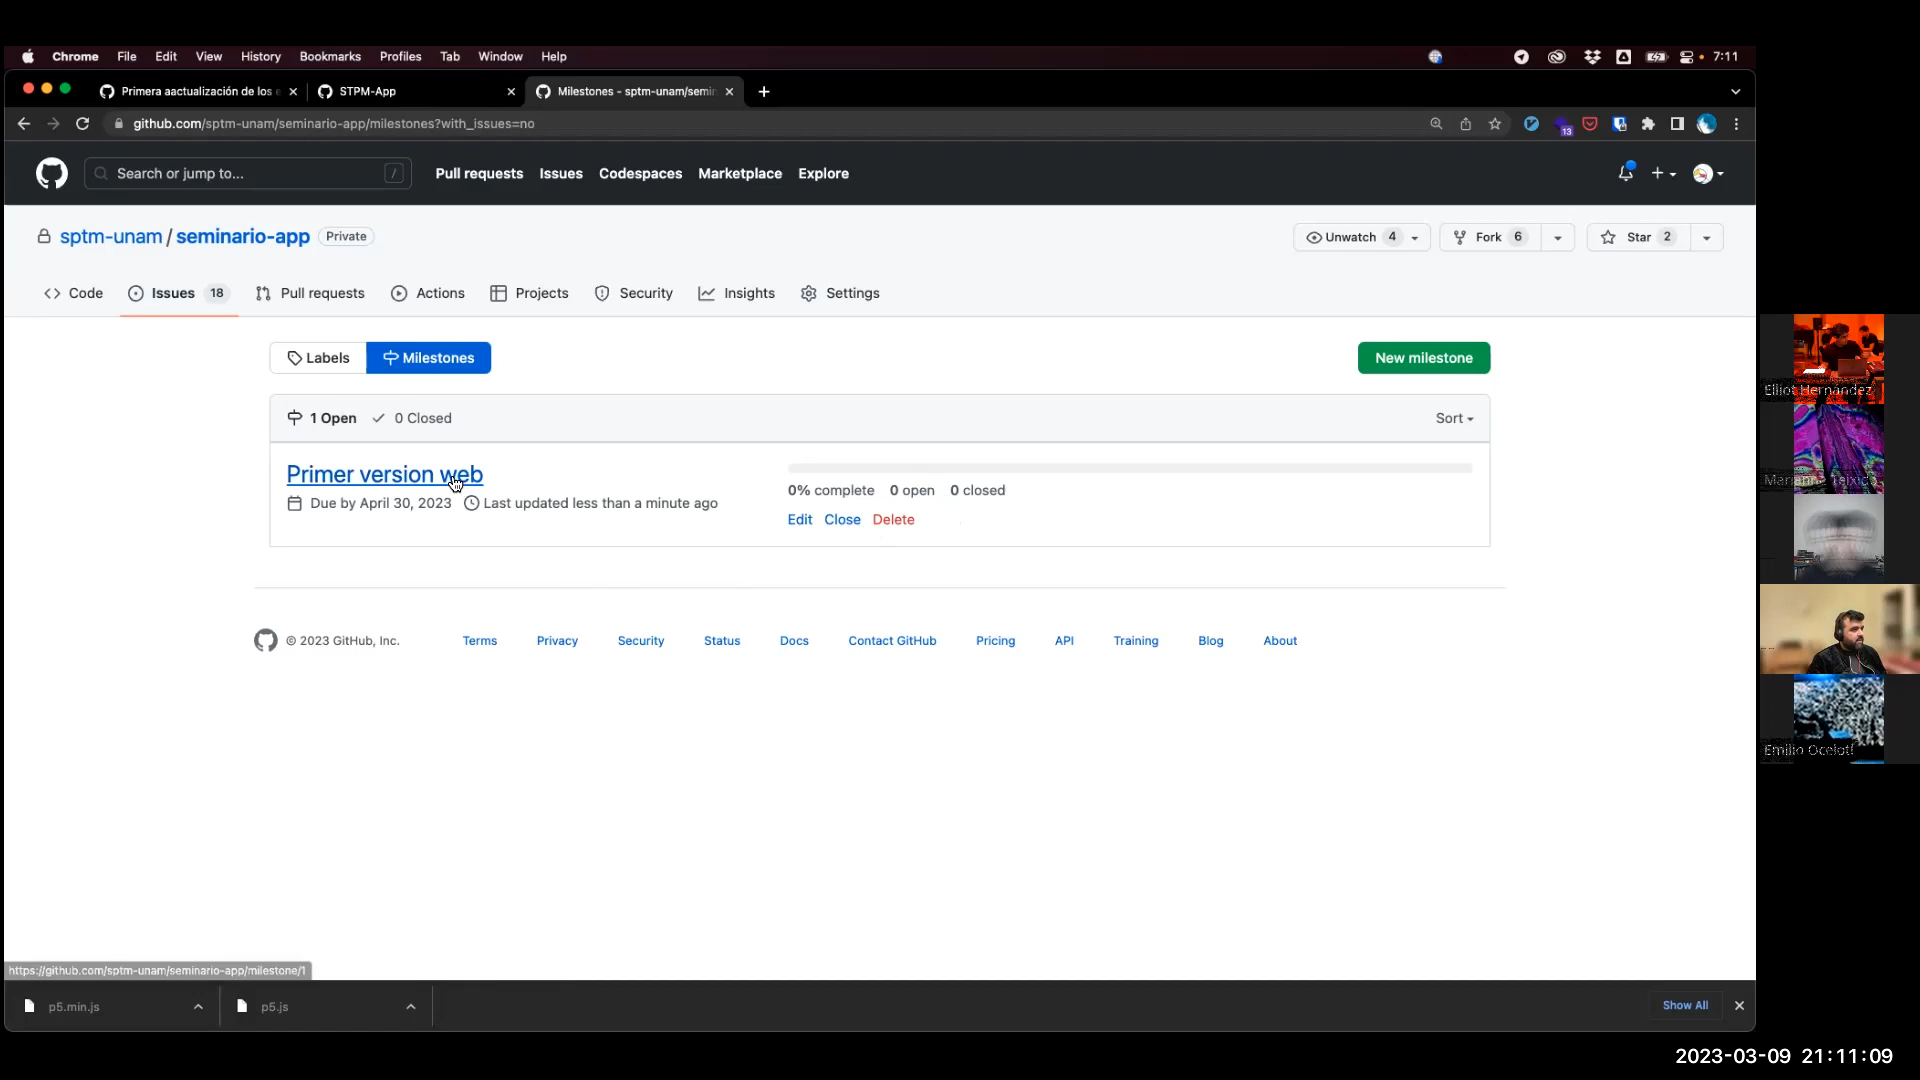 Chrome File Edit View History Bookmarks Profiles Tab Window Help 7:11
Primera aactualización de los e STPM-App Milestones - sptm-unam/semin
github.com/sptm-unam/seminario-app/milestones?with_issues=no 13
Search or jump to... / Pull requests Issues Codespaces Marketplace Explore
sptm-unam / seminario-app Private Unwatch 4 Fork 6 Star 2
Code Issues 18 Pull requests Actions Projects Security Insights Settings
Labels Milestones New milestone
1 Open 0 Closed Sort
Primer version web
Due by April 30, 2023 Last updated less than a minute ago
0% complete 0 open 0 closed
Edit Close Delete
© 2023 GitHub, Inc. Terms Privacy Security Status Docs Contact GitHub Pricing API Training Blog About
https://github.com/sptm-unam/seminario-app/milestone/1
p5.min.js p5.js Show All
Elliot Hernández
Marianne Teixido
Emilio Ocelotl
2023-03-09 21:11:09